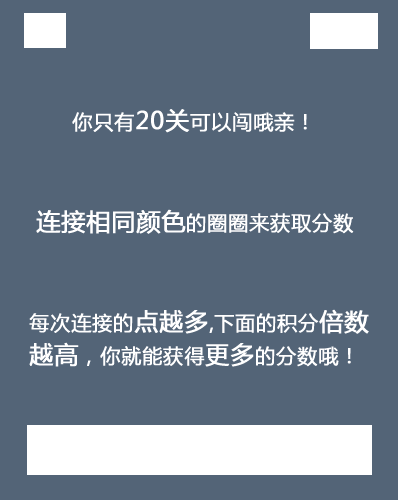 你只有20关可以闯哦亲！
连接相同颜色的圈圈来获取分数
每次连接的点越多,下面的积分倍数
越高，你就能获得更多的分数哦！